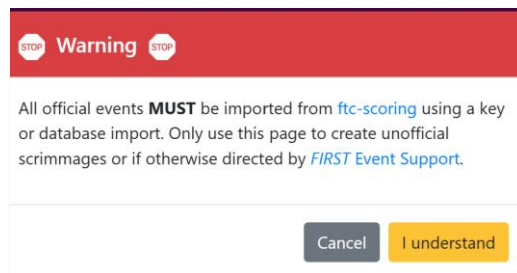 STOP Warning STOP
All official events MUST be imported from ftc-scoring using a key
or database import. Only use this page to create unofficial
scrimmages or if otherwise directed by FIRST Event Support.
Cancel I understand